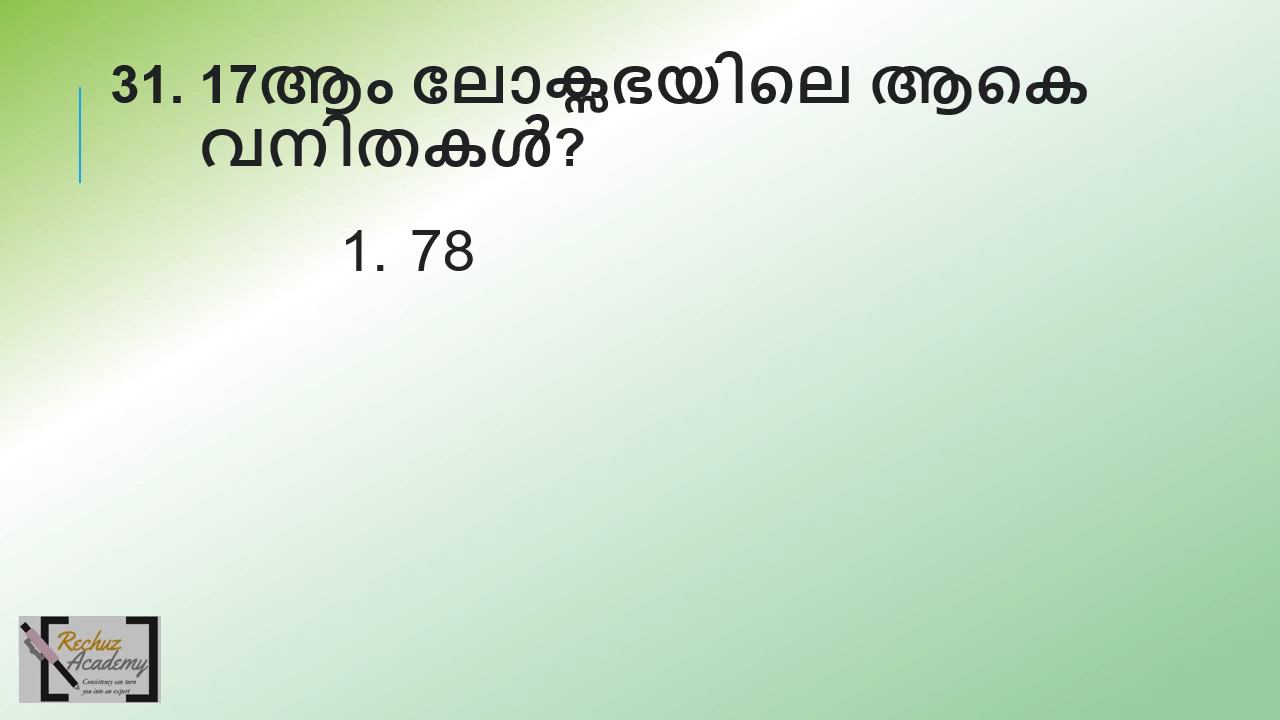 31. 17ആം ലോക്സഭയിലെ ആകെ
വനിതകൾ?
1. 78
Rechuz
Academy
Consistency can turn
you into an expert